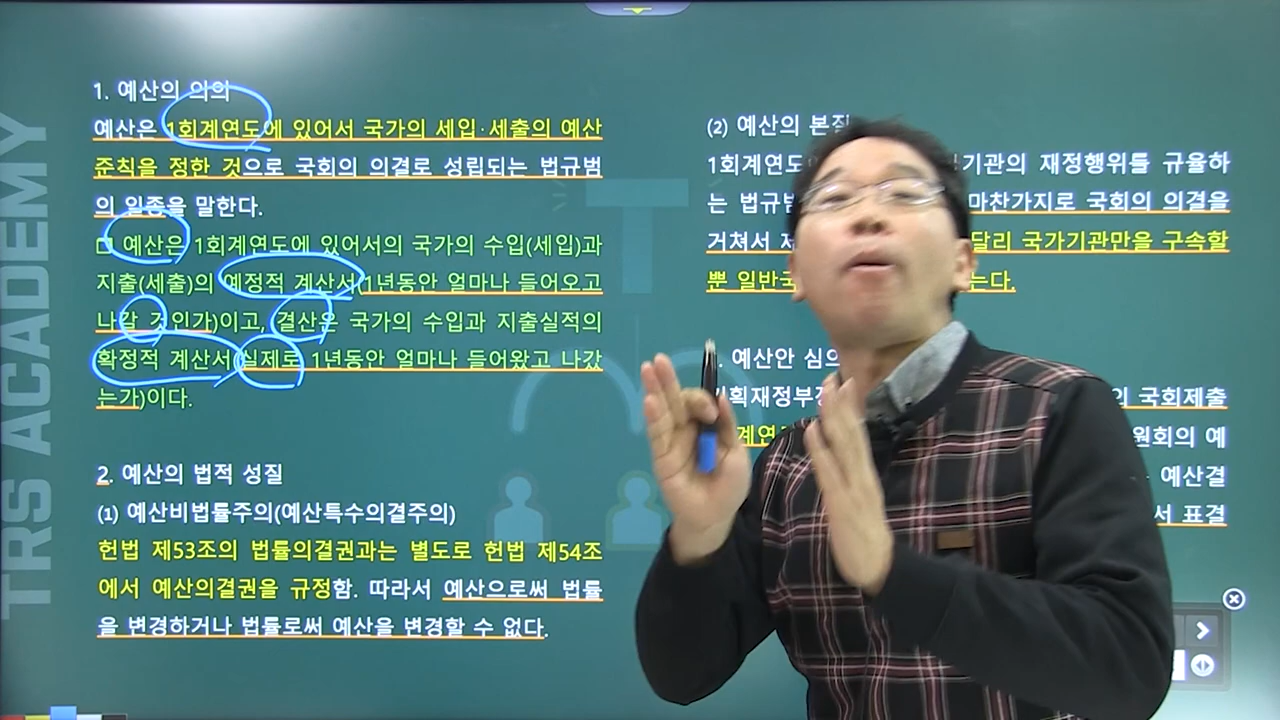 TRS ACADEMY
1. 예산의 의의
예산은 1회계연도에 있어서 국가의 세입·세출의 예산
준칙을 정한 것으로 국회의 의결로 성립되는 법규범
의 일종을 말한다.
□ 예산은 1회계연도에 있어서의 국가의 수입(세입)과
지출(세출)의 예정적 계산서(1년동안 얼마나 들어오고
나갈 것인가)이고, 결산은 국가의 수입과 지출실적의
확정적 계산서(실제로 1년동안 얼마나 들어왔고 나갔
는가)이다.
2. 예산의 법적 성질
(1) 예산비법률주의(예산특수의결주의)
헌법 제53조의 법률의결권과는 별도로 헌법 제54조
에서 예산의결권을 규정함. 따라서 예산으로써 법률
을 변경하거나 법률로써 예산을 변경할 수 없다.
(2) 예산의 본질
1회계연도 기관의 재정행위를 규율하
는 법규범 마찬가지로 국회의 의결을
거쳐서 달리 국가기관만을 구속할
뿐 일반국 는다.
예산안 심의
기획재정부장 의 국회제출
계연 원회의 예
예산결
서 표결